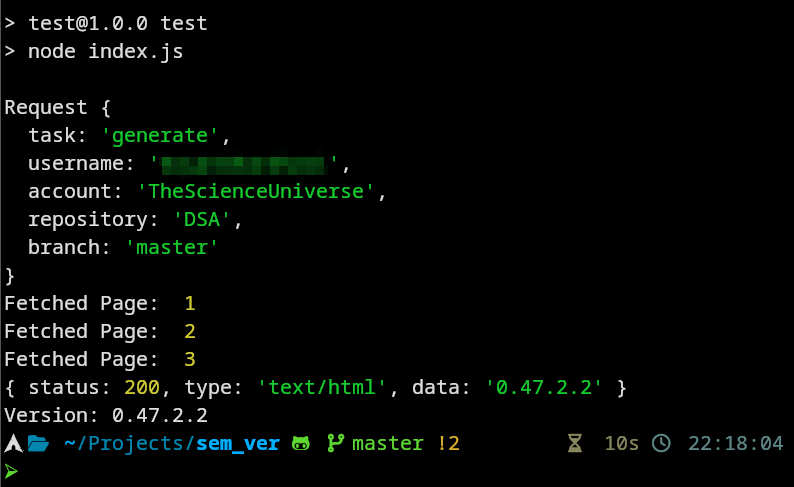 > test@1.0.0 test
> node index.js
Request {
  task: 'generate',
  username: '',
  account: 'TheScienceUniverse',
  repository: 'DSA',
  branch: 'master'
}
Fetched Page:  1
Fetched Page:  2
Fetched Page:  3
{ status: 200, type: 'text/html', data: '0.47.2.2' }
Version: 0.47.2.2
~/Projects/sem_ver master !2 10s 22:18:04